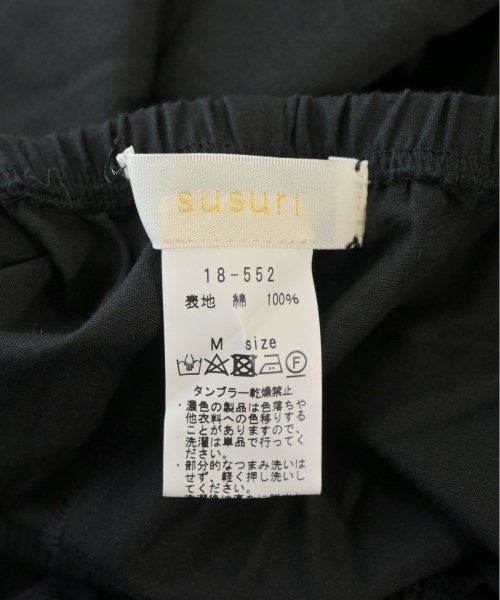 susuri
18-552
表地 綿 100%
M size
タンブラー乾燥禁止
・濃色の製品は色落ちや
他衣料への色移りする
ことがありますので、
洗濯は単品で行ってく
ださい。
・部分的なつまみ洗いは
せず、軽く押し洗いし
てください。